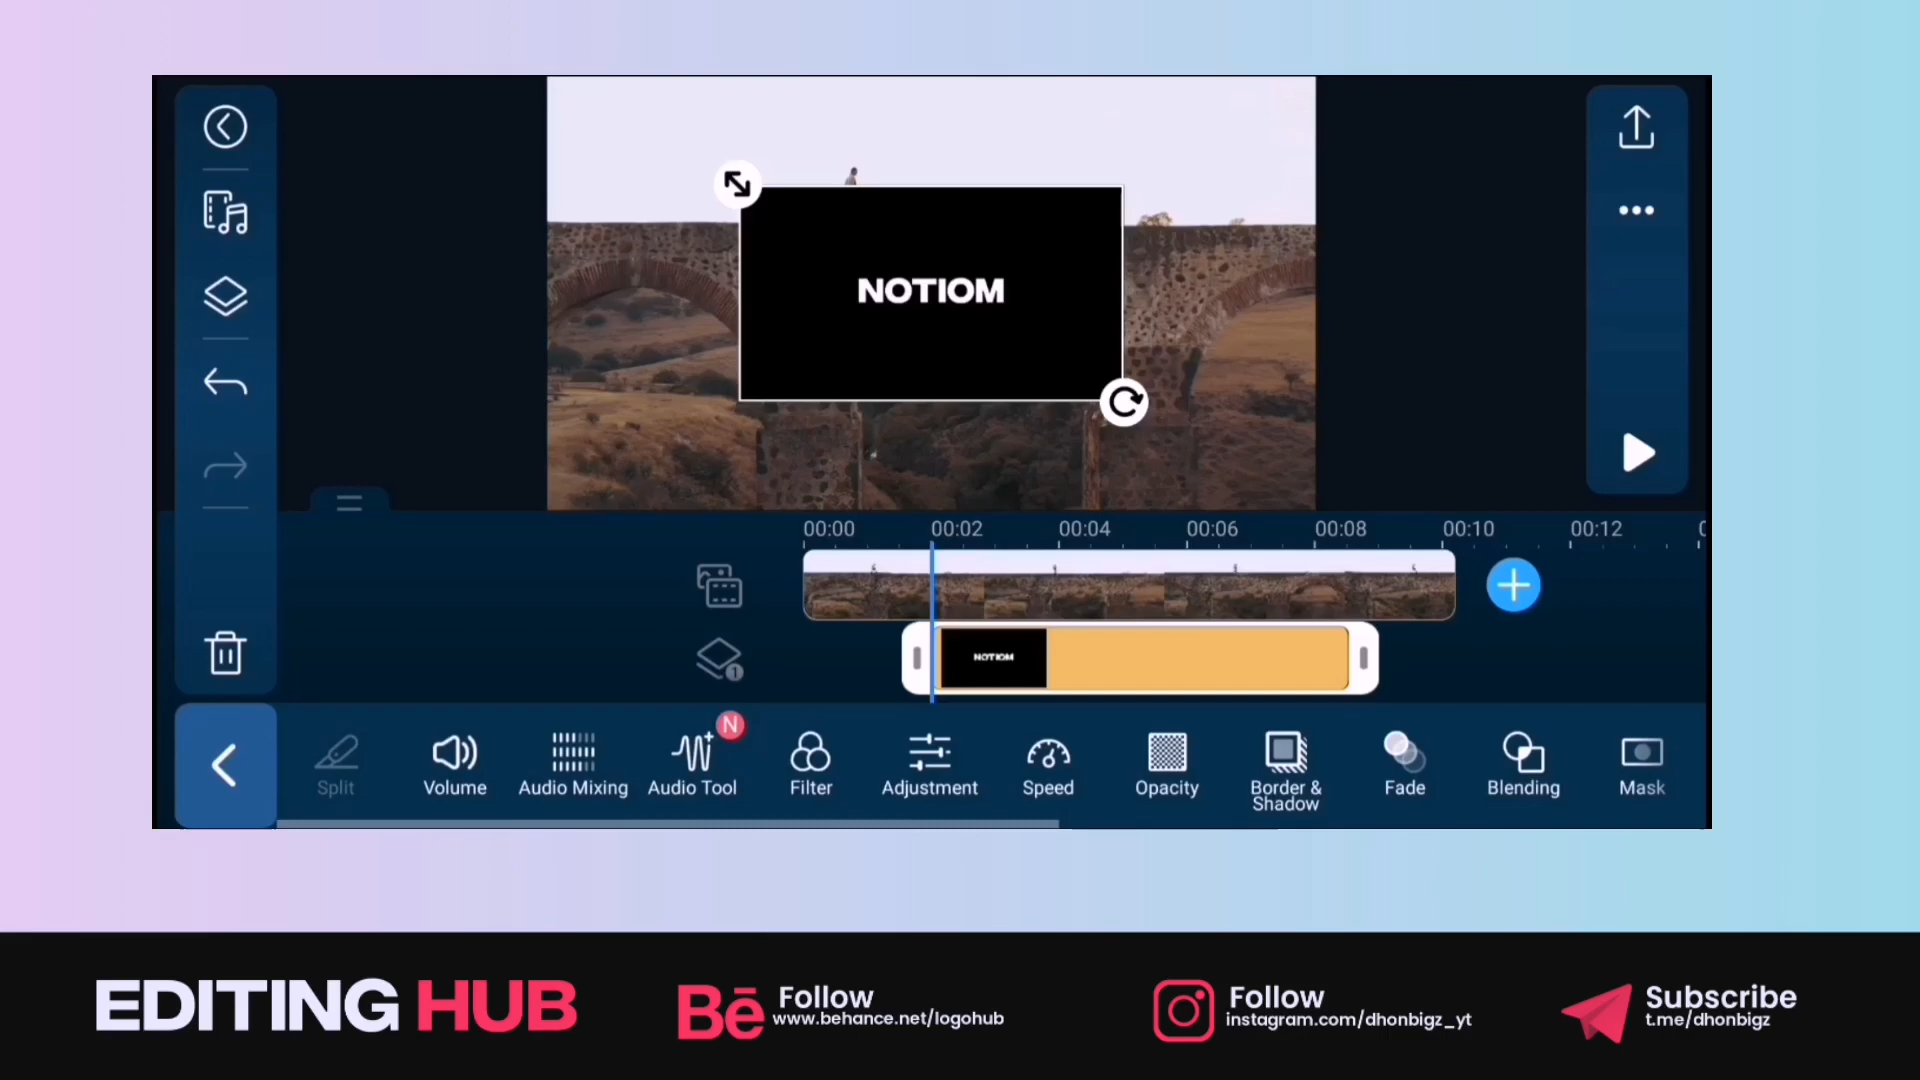 NOTIOM
00:00 00:02 00:04 00:06 00:08 00:10 00:12
NOTIOM
1
N
Split Volume Audio Mixing Audio Tool Filter Adjustment Speed Opacity Border & Shadow Fade Blending Mask
EDITING HUB
Bē
Follow
www.behance.net/logohub
Follow
instagram.com/dhonbigz_yt
Subscribe
t.me/dhonbigz